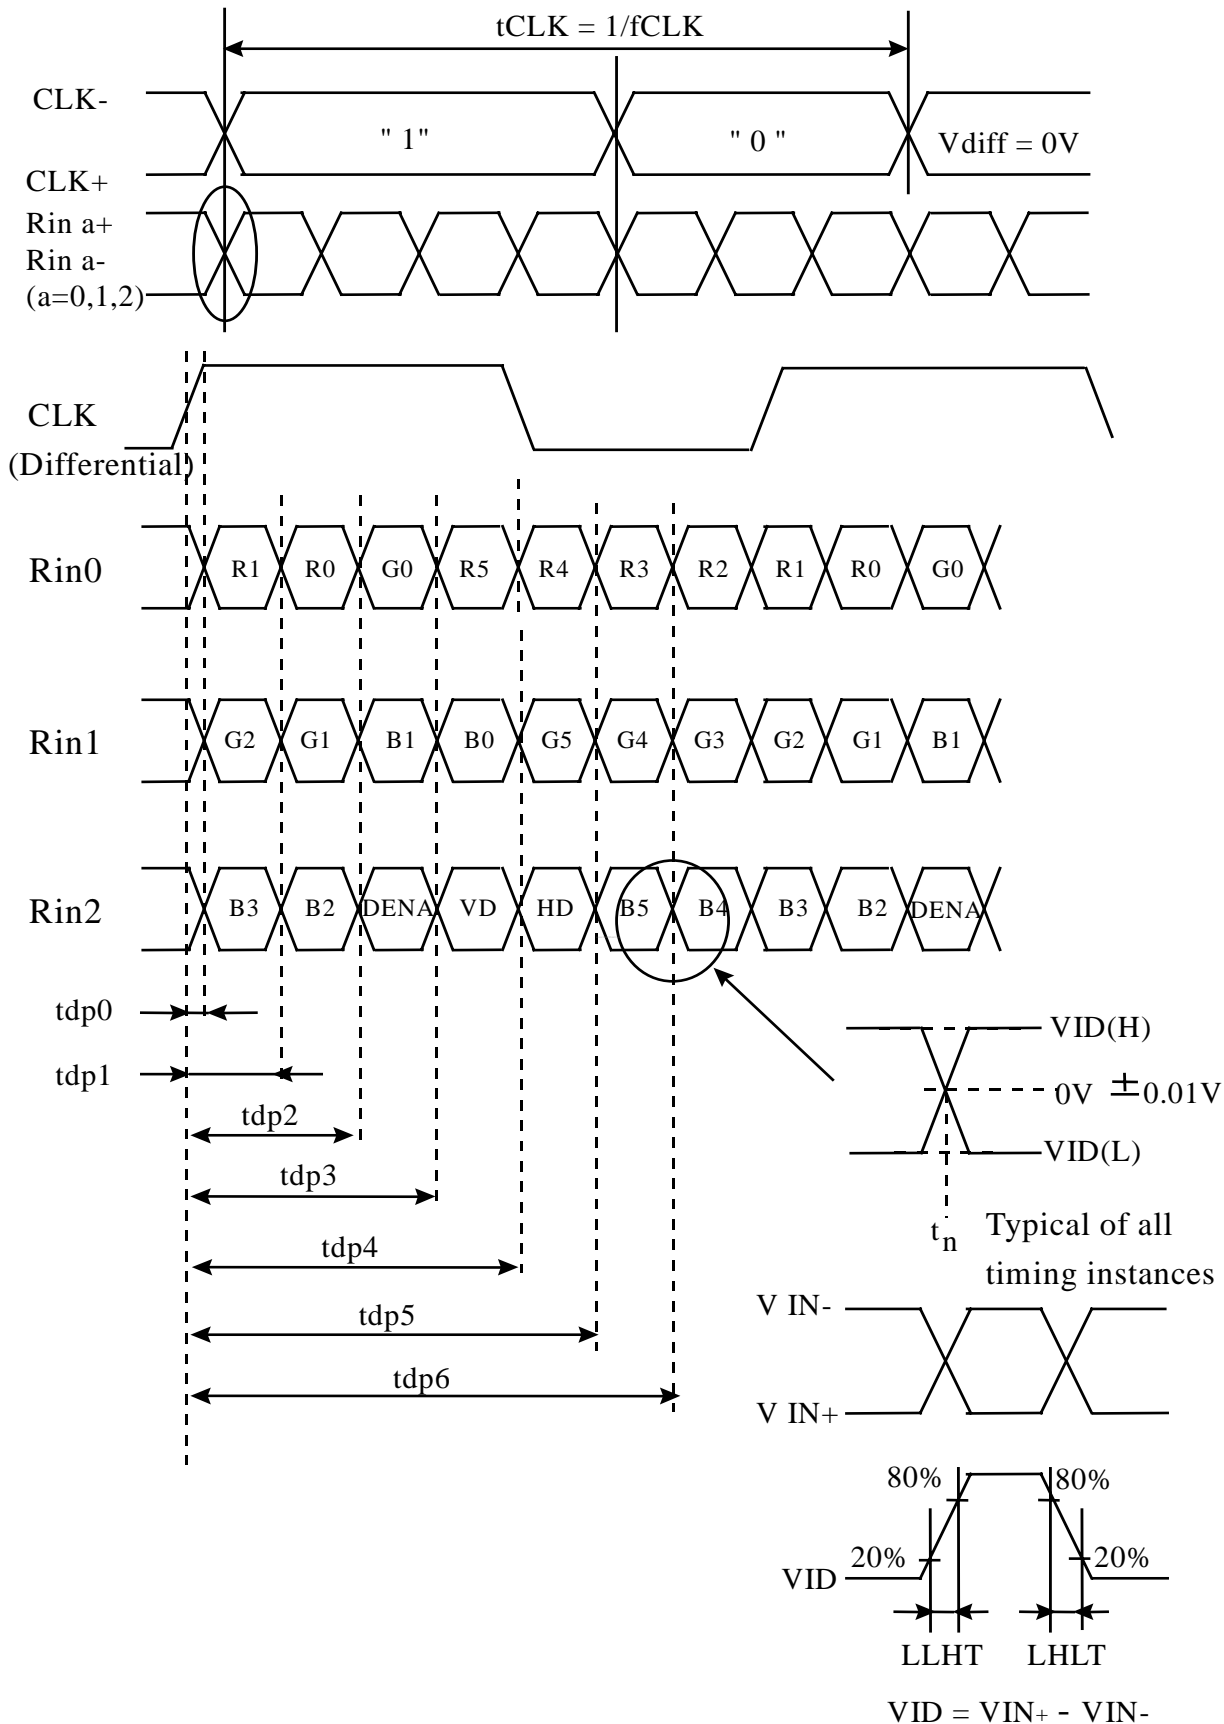 tCLK = 1/fCLK
CLK-
" 1"
" 0 "
Vdiff = 0V
CLK+
Rin a+
Rin a-
(a=0,1,2)
CLK
(Differential)
Rin0
R1 R0 G0 R5 R4 R3 R2 R1 R0 G0
Rin1
G2 G1 B1 B0 G5 G4 G3 G2 G1 B1
Rin2
B3 B2 DENA VD HD B5 B4 B3 B2 DENA
tdp0
tdp1
tdp2
tdp3
tdp4
tdp5
tdp6
VID(H)
0V ±0.01V
VID(L)
tn
Typical of all
timing instances
V IN-
V IN+
80% 80%
20% 20%
VID
LLHT LHLT
VID = VIN+ - VIN-